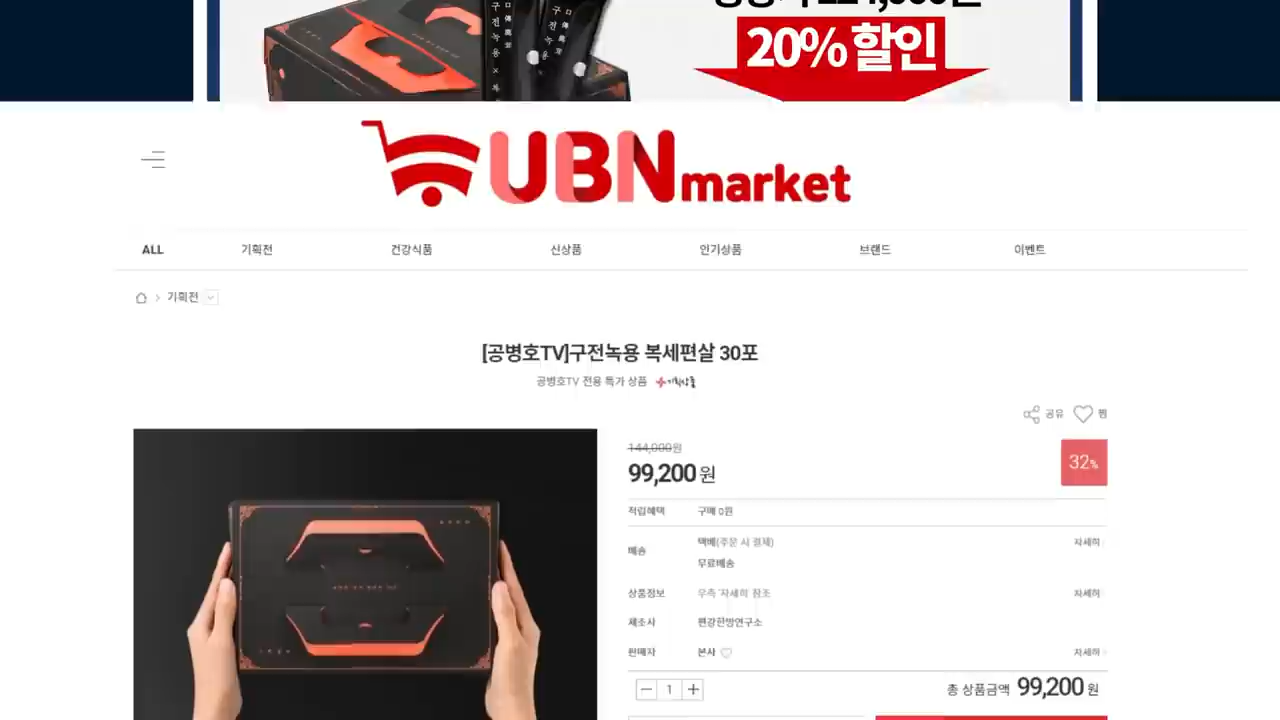 20% 할인
UBNmarket
ALL 기획전 건강식품 신상품 인기상품 브랜드 이벤트
기획전
[공병호TV]구전녹용 복세편살 30포
공병호TV 전용 특가 상품 기획상품
공유 찜
144,000원
99,200 원
32%
적립혜택 구매 0원
배송 택배(주문 시 결제) 자세히
무료배송
상품정보 우측 '자세히' 참조 자세히
제조사 편강한방연구소
판매자 본사 자세히
1
총 상품금액 99,200 원